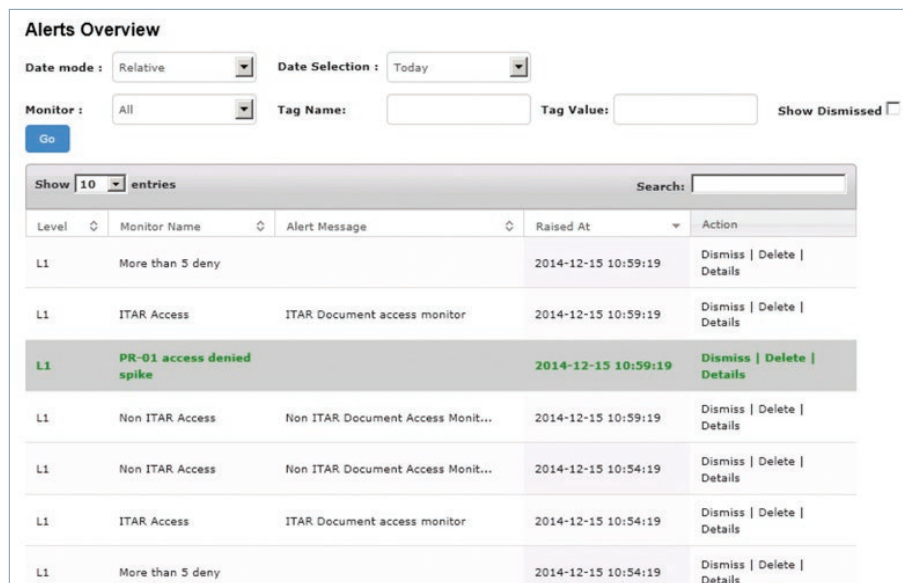 Alerts Overview
Date mode : Relative Date Selection : Today
Monitor : All Tag Name: Tag Value: Show Dismissed
Go
Show 10 entries Search:
Level Monitor Name Alert Message Raised At Action
L1 More than 5 deny 2014-12-15 10:59:19 Dismiss | Delete |
Details
L1 ITAR Access ITAR Document access monitor 2014-12-15 10:59:19 Dismiss | Delete |
Details
L1 PR-01 access denied 2014-12-15 10:59:19 Dismiss | Delete |
spike Details
L1 Non ITAR Access Non ITAR Document Access Monit... 2014-12-15 10:59:19 Dismiss | Delete |
Details
L1 Non ITAR Access Non ITAR Document Access Monit... 2014-12-15 10:54:19 Dismiss | Delete |
Details
L1 ITAR Access ITAR Document access monitor 2014-12-15 10:54:19 Dismiss | Delete |
Details
L1 More than 5 deny 2014-12-15 10:54:19 Dismiss | Delete |
Details